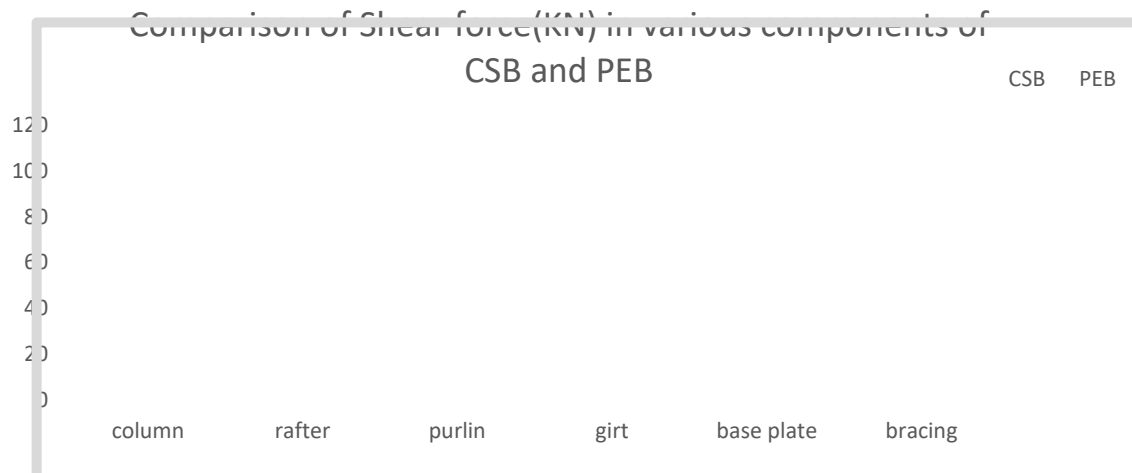 Comparison of Shear force(KN) in various components of
CSB and PEB
CSB PEB
120
100
80
60
40
20
0
column rafter purlin girt base plate bracing